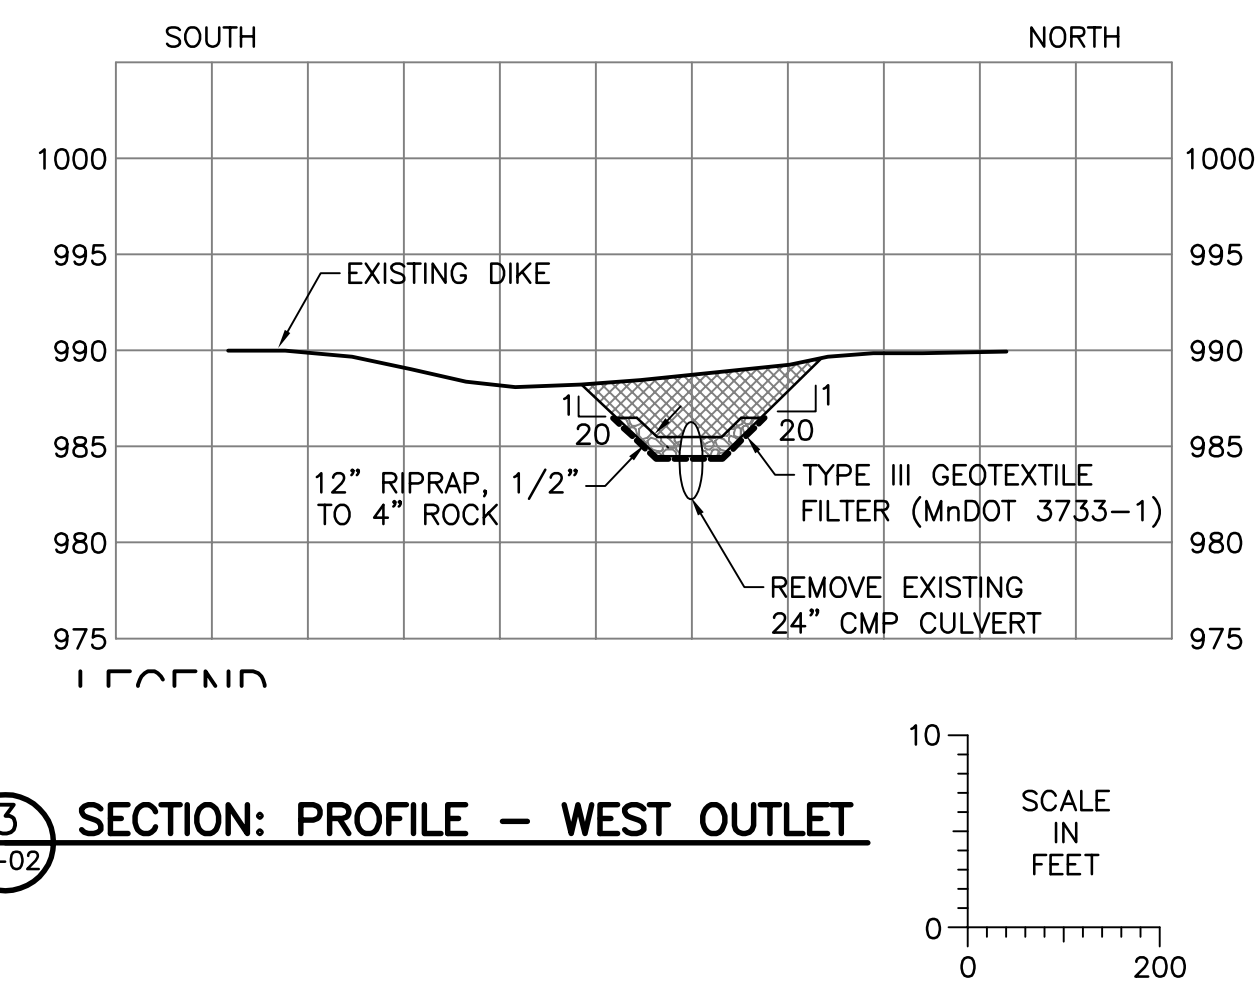 SOUTH NORTH
1000 1000
995 995
EXISTING DIKE
990 990
1 1
20 20
985 985
12” RIPRAP, 1/2”
TO 4” ROCK
TYPE III GEOTEXTILE
FILTER (MnDOT 3733-1)
980 980
REMOVE EXISTING
24” CMP CULVERT
975 975
LEGEND
3
-02
SECTION: PROFILE - WEST OUTLET
10
SCALE
IN
FEET
0
0 200